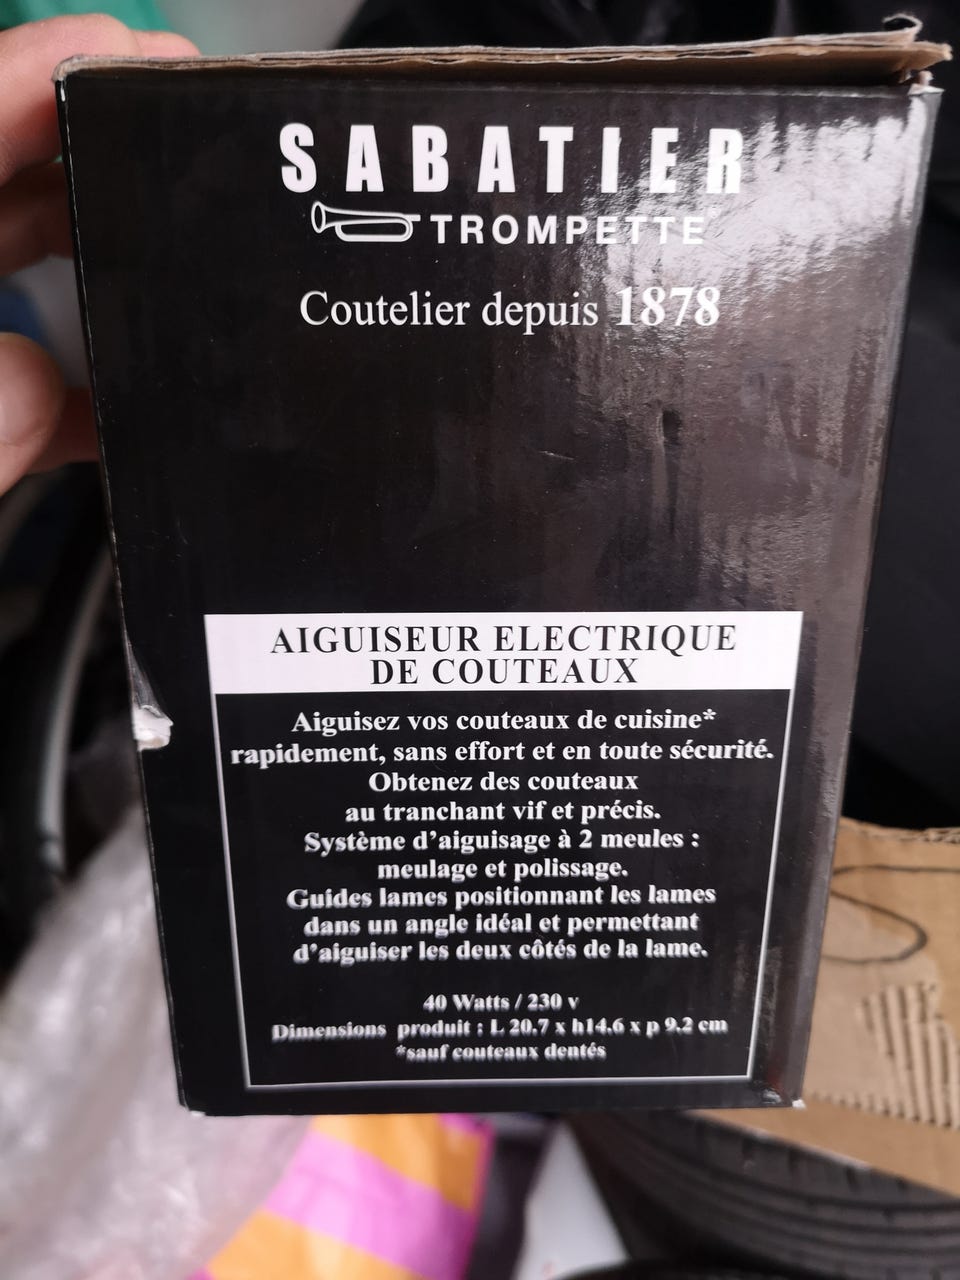 SABATIER
TROMPETTE
Coutelier depuis 1878
AIGUISEUR ELECTRIQUE
DE COUTEAUX
Aiguisez vos couteaux de cuisine*
rapidement, sans effort et en toute sécurité.
Obtenez des couteaux
au tranchant vif et précis.
Système d'aiguisage à 2 meules :
meulage et polissage.
Guides lames positionnant les lames
dans un angle idéal et permettant
d'aiguiser les deux côtés de la lame.
40 Watts / 230 v
Dimensions produit : L 20,7 x h14.6 x p 9.2 cm
*sauf couteaux dentés